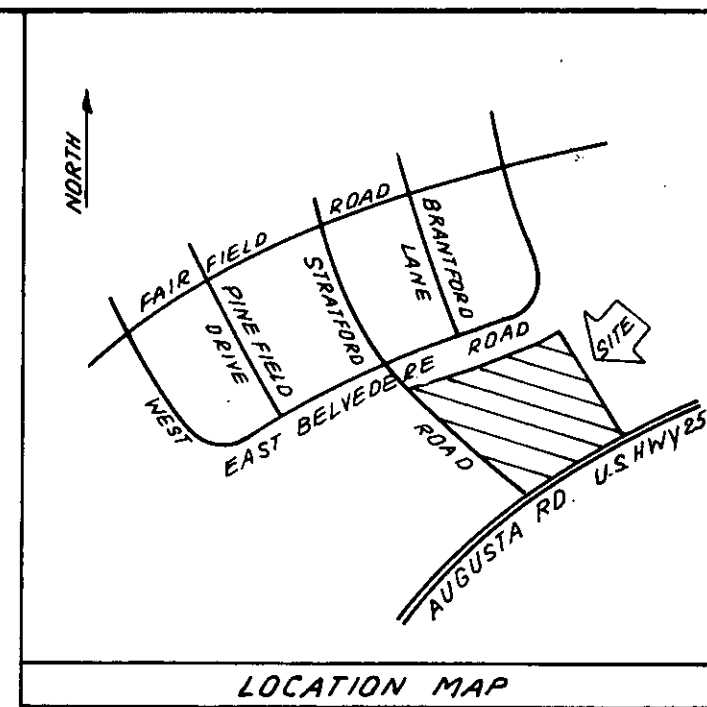 NORTH
FAIR FIELD ROAD
BRANTFORD
LANE
STRATFORD
ROAD
PINE FIELD
DRIVE
WEST
EAST BELVEDERE ROAD
SITE
AUGUSTA RD. U.S. HWY 25
LOCATION MAP